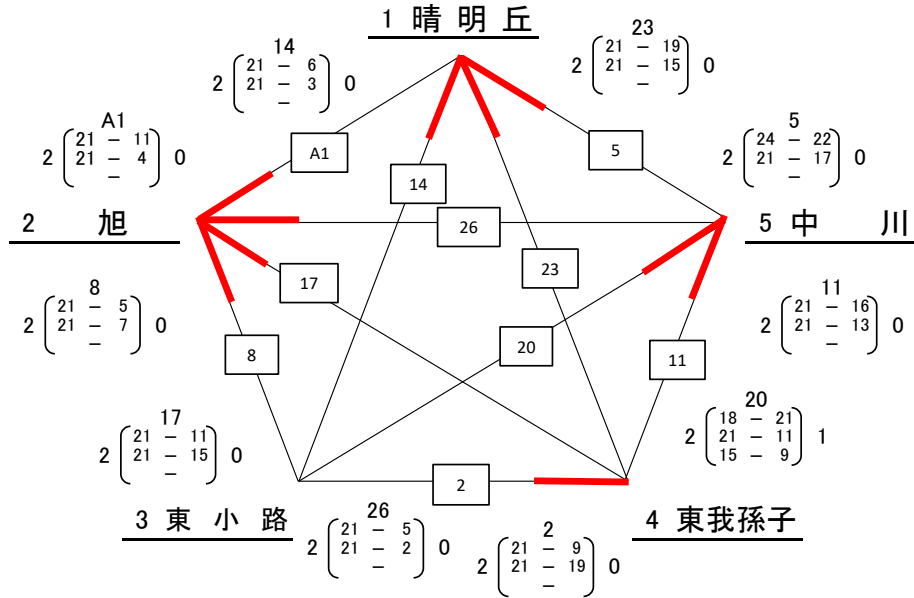 1 晴 明 丘
14
2 21 － 6 0
21 － 3
－
23
2 21 － 19 0
21 － 15
－
A1
2 21 － 11 0
21 － 4
－
5
2 24 － 22 0
21 － 17
－
A1
5
14
2 旭
26
5 中 川
23
17
8
2 21 － 5 0
21 － 7
－
11
2 21 － 16 0
21 － 13
－
20
8
11
17
2 21 － 11 0
21 － 15
－
20
2 18 － 21 1
21 － 11
15 － 9
2
3 東 小 路
4 東我孫子
26
2 21 － 5 0
21 － 2
－
2
2 21 － 9 0
21 － 19
－